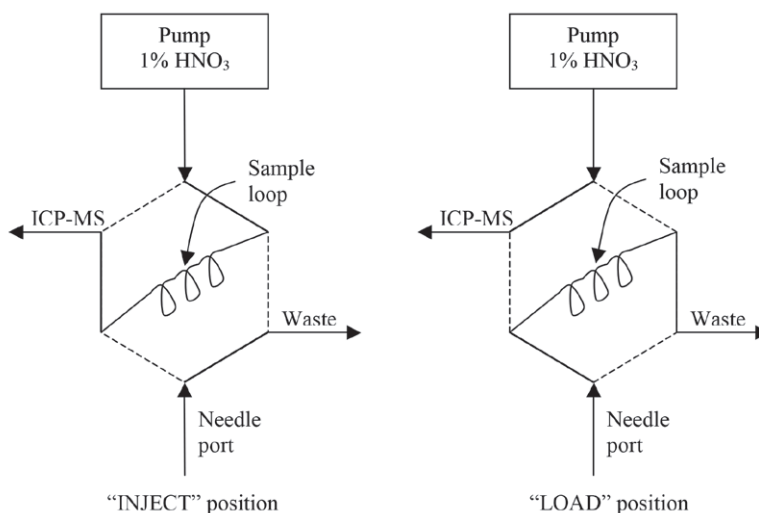 Pump
1% HNO₃
Sample
loop
ICP-MS
Waste
Needle
port
“INJECT” position
Pump
1% HNO₃
Sample
loop
ICP-MS
Waste
Needle
port
“LOAD” position